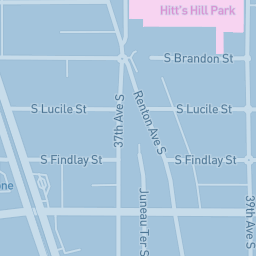 Hitt's Hill Park
S Brandon St
S Lucile St
S Lucile St
37th Ave S
Renton Ave S
S Findlay St
S Findlay St
Juneau Ter S
39th Ave S